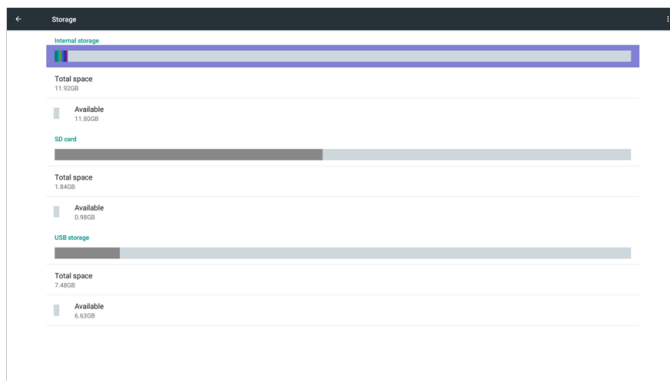 Storage
Internal storage
Total space
11.92GB
Available
11.80GB
SD card
Total space
1.84GB
Available
0.98GB
USB storage
Total space
7.48GB
Available
6.63GB